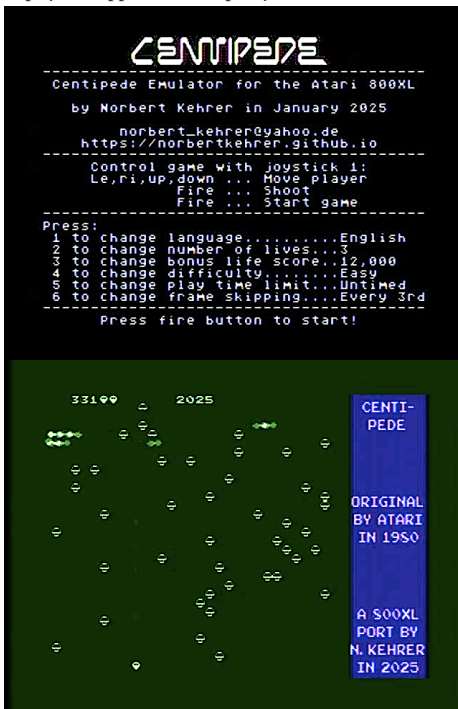 CENTIPEDE
Centipede Emulator for the Atari 800XL
by Norbert Kehrer in January 2025
norbert_kehrer@yahoo.de
https://norbertkehrer.github.io
Control game with joystick 1:
Le,ri,up,down ... Move player
Fire ... Shoot
Fire ... Start game
Press:
1 to change language..........English
2 to change number of lives...3
3 to change bonus life score..12,000
4 to change difficulty........Easy
5 to change play time limit...Untimed
6 to change frame skipping....Every 3rd
Press fire button to start!
331 2025
CENTI-
PEDE
ORIGINAL
BY ATARI
IN 1980
A 800XL
PORT BY
N. KEHRER
IN 2025